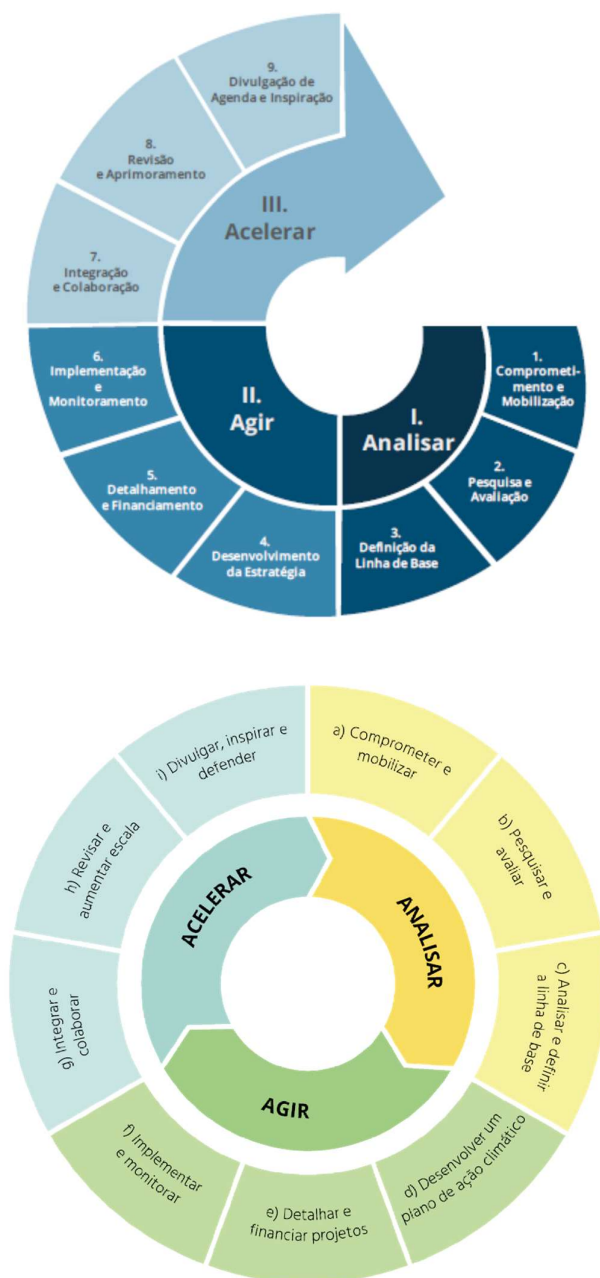 9.
Divulgação de
Agenda e Inspiração
8.
Revisão
e Aprimoramento
III.
Acelerar
7.
Integração
e Colaboração
6.
Implementação
e
Monitoramento
II.
Agir
I.
Analisar
1.
Comprometi-
mento e
Mobilização
2.
Pesquisa e
Avaliação
5.
Detalhamento
e Financiamento
4.
Desenvolvimento
da Estratégia
3.
Definição da
Linha de Base
i) Divulgar, inspirar e
defender
a) Comprometer e
mobilizar
h) Revisar e
aumentar escala
b) Pesquisar e
avaliar
ACELERAR
ANALISAR
g) Integrar e
colaborar
c) Analisar e definir
a linha de base
AGIR
f) Implementar
e monitorar
e) Detalhar e
financiar projetos
d) Desenvolver um
plano de ação climático